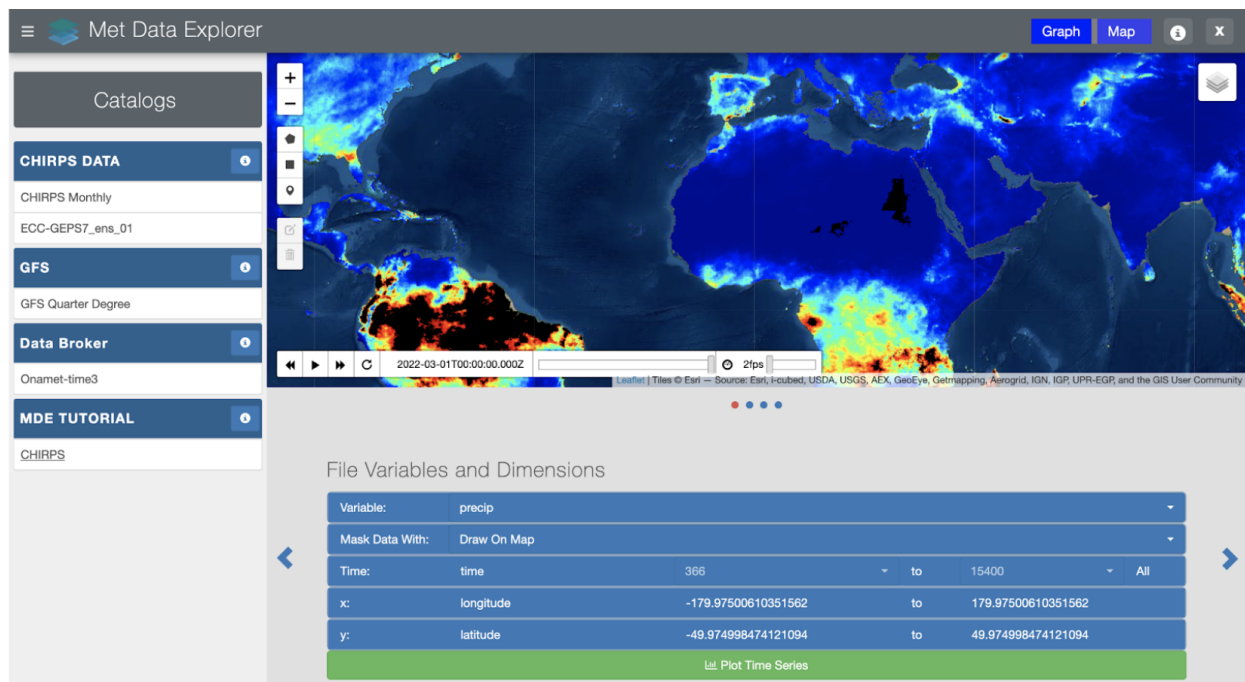 Met Data Explorer
Graph
Map
X
Catalogs
CHIRPS DATA
CHIRPS Monthly
ECC-GEPS7_ens_01
GFS
GFS Quarter Degree
Data Broker
Onamet-time3
MDE TUTORIAL
CHIRPS
+
−
2022-03-01T00:00:00.000Z
2fps
Leaflet | Tiles © Esri — Source: Esri, i-cubed, USDA, USGS, AEX, GeoEye, Getmapping, Aerogrid, IGN, IGP, UPR-EGP, and the GIS User Community
File Variables and Dimensions
Variable: precip
Mask Data With: Draw On Map
Time: time 366 to 15400 All
x: longitude -179.97500610351562 to 179.97500610351562
y: latitude -49.974998474121094 to 49.974998474121094
Plot Time Series